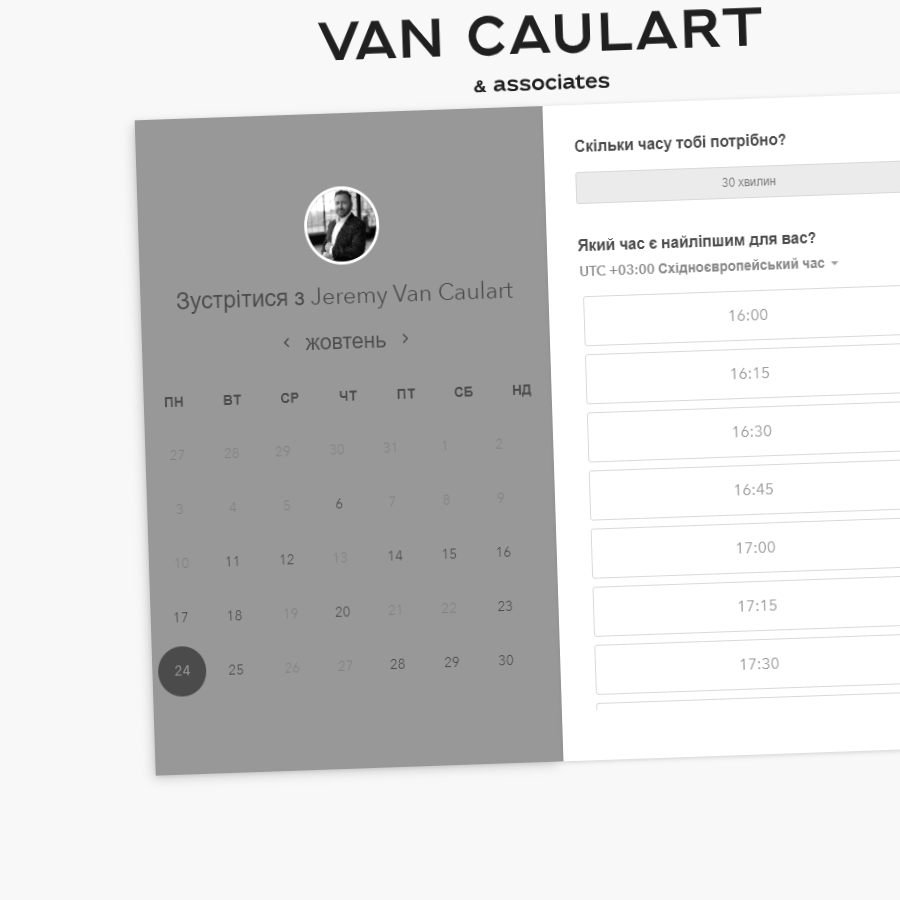 VAN CAULART
& associates
Зустрітися з Jeremy Van Caulart
жовтень
ПН ВТ СР ЧТ ПТ СБ НД
27 28 29 30 31 1 2
3 4 5 6 7 8 9
10 11 12 13 14 15 16
17 18 19 20 21 22 23
24 25 26 27 28 29 30
Скільки часу тобі потрібно?
30 хвилин
Який час є найліпшим для вас?
UTC +03:00 Східноєвропейський час
16:00
16:15
16:30
16:45
17:00
17:15
17:30